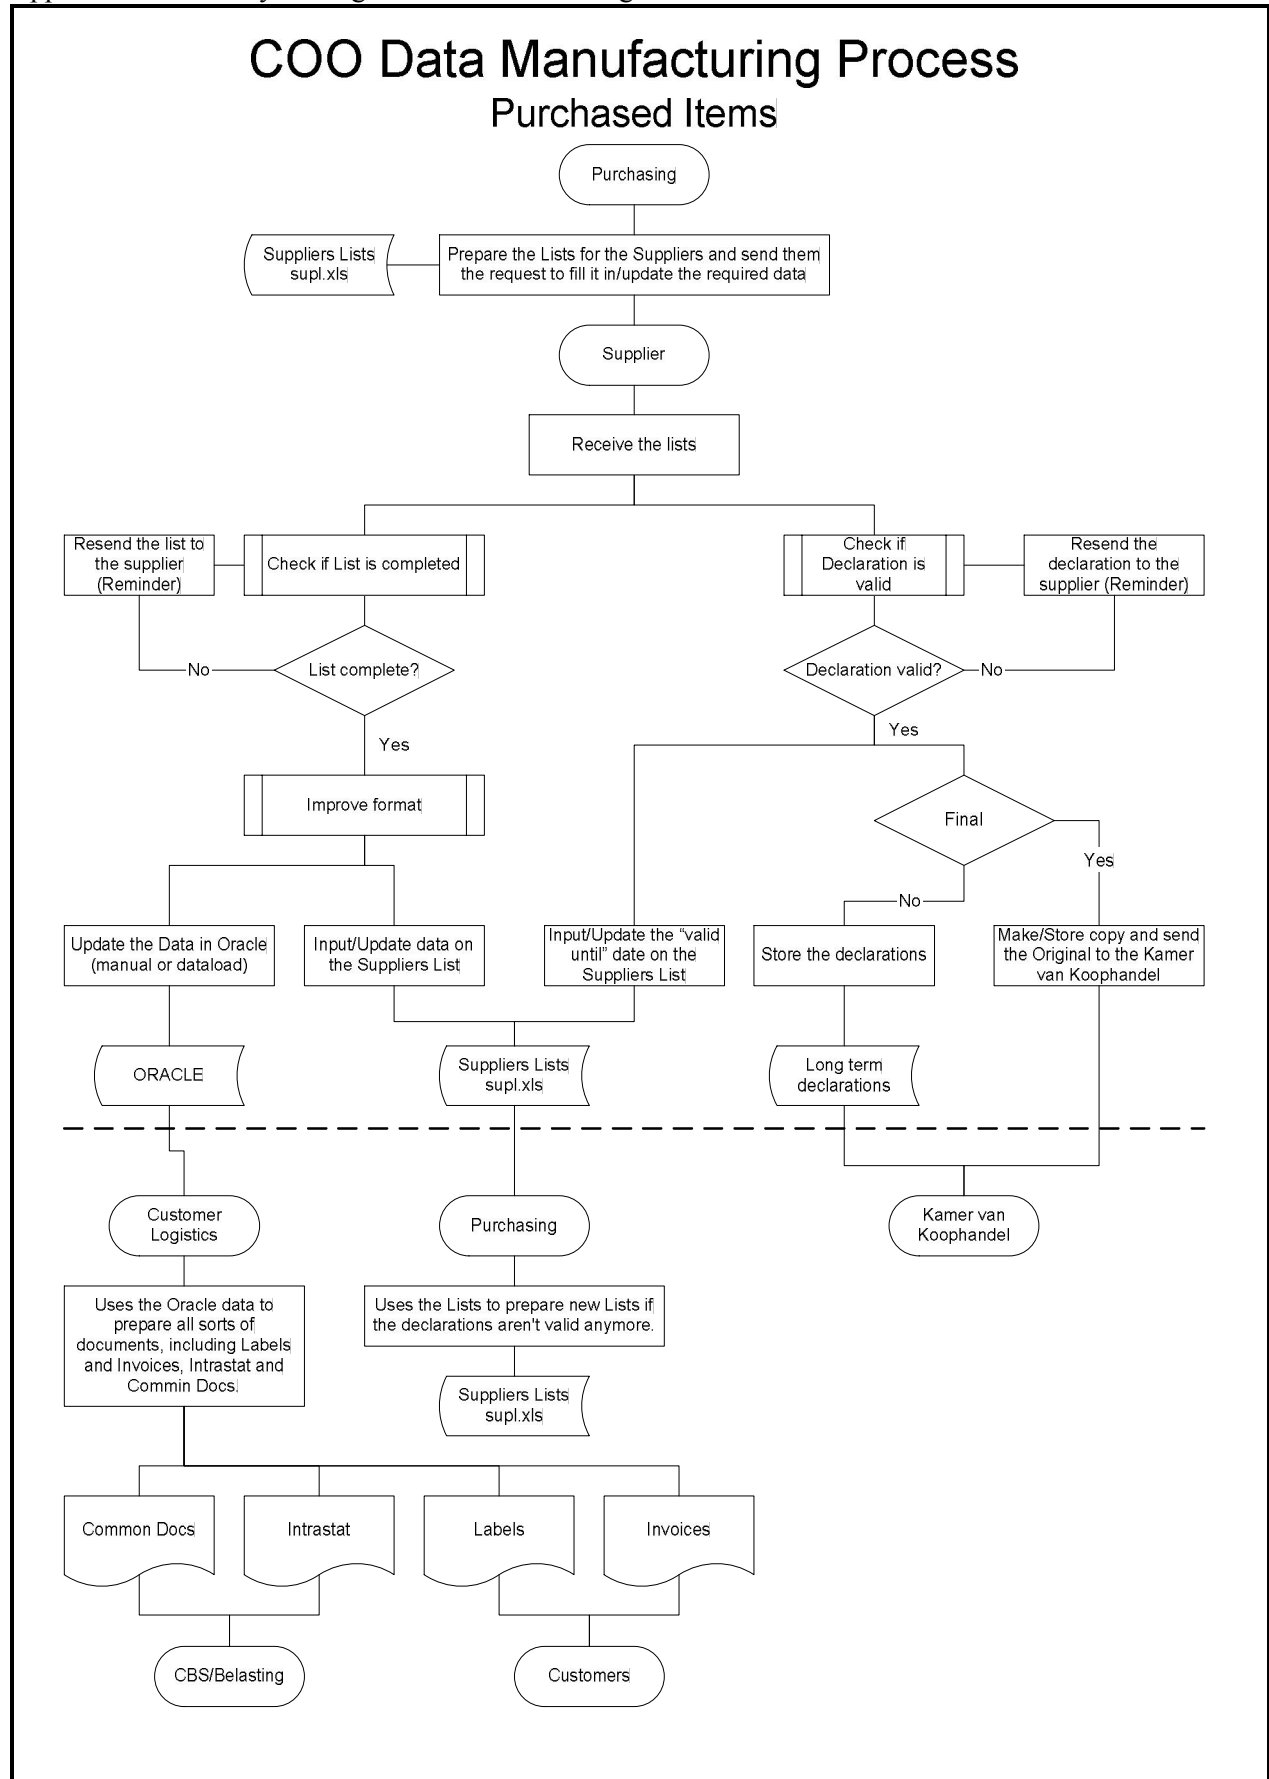 COO Data Manufacturing Process
Purchased Items
Purchasing
Suppliers Lists
supl.xls
Prepare the Lists for the Suppliers and send them
the request to fill it in/update the required data
Supplier
Receive the lists
Resend the list to
the supplier
(Reminder)
Check if List is completed
Check if
Declaration is
valid
Resend the
declaration to the
supplier (Reminder)
No
List complete?
Declaration valid?
No
Yes
Yes
Improve format
Final
Yes
No
Update the Data in Oracle
(manual or dataload)
Input/Update data on
the Suppliers List
Input/Update the “valid
until” date on the
Suppliers List
Store the declarations
Make/Store copy and send
the Original to the Kamer
van Koophandel
ORACLE
Suppliers Lists
supl.xls
Long term
declarations
Customer
Logistics
Purchasing
Kamer van
Koophandel
Uses the Oracle data to
prepare all sorts of
documents, including Labels
and Invoices, Intrastat and
Commin Docs.
Uses the Lists to prepare new Lists if
the declarations aren't valid anymore.
Suppliers Lists
supl.xls
Common Docs
Intrastat
Labels
Invoices
CBS/Belasting
Customers